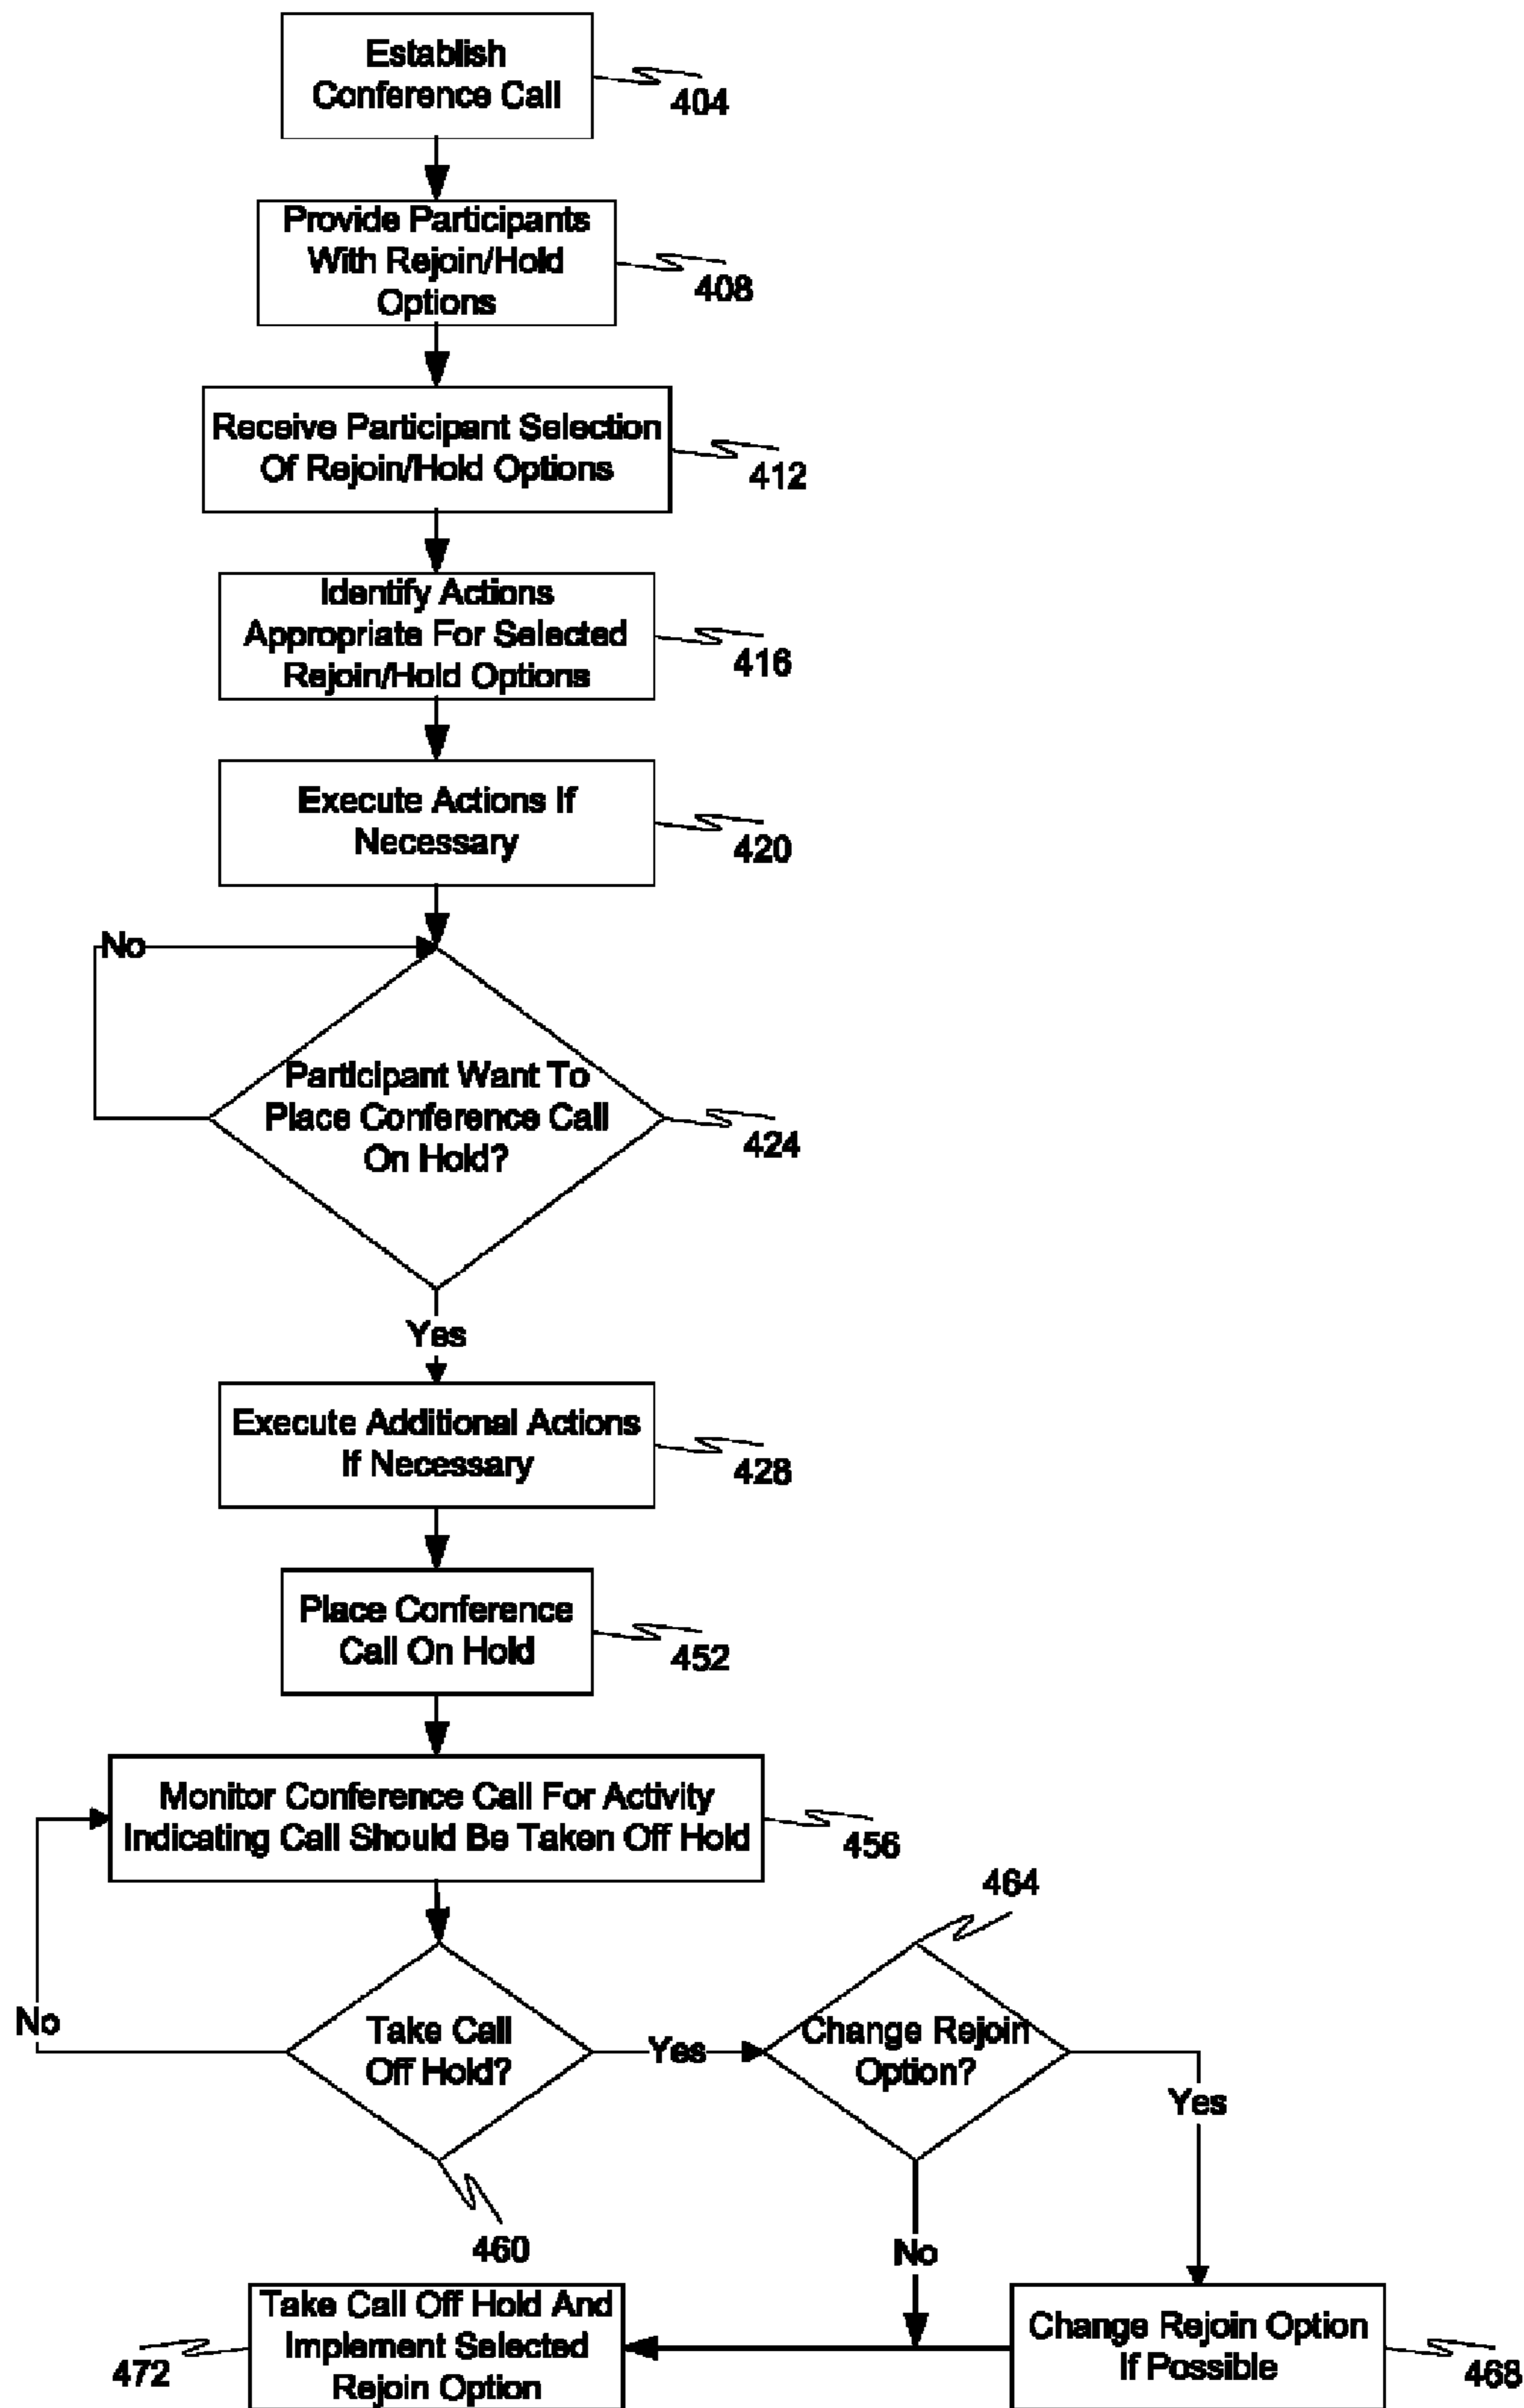 Establish
Conference Call
404
Provide Participants
With Rejoin/Hold
Options
408
Receive Participant Selection
Of Rejoin/Hold Options
412
Identify Actions
Appropriate For Selected
Rejoin/Hold Options
416
Execute Actions If
Necessary
420
No
Participant Want To
Place Conference Call
On Hold?
424
Yes
Execute Additional Actions
If Necessary
428
Place Conference
Call On Hold
452
Monitor Conference Call For Activity
Indicating Call Should Be Taken Off Hold
456
464
No
Take Call
Off Hold?
Yes
Change Rejoin
Option?
Yes
460
No
Take Call Off Hold And
Implement Selected
Rejoin Option
472
Change Rejoin Option
If Possible
468